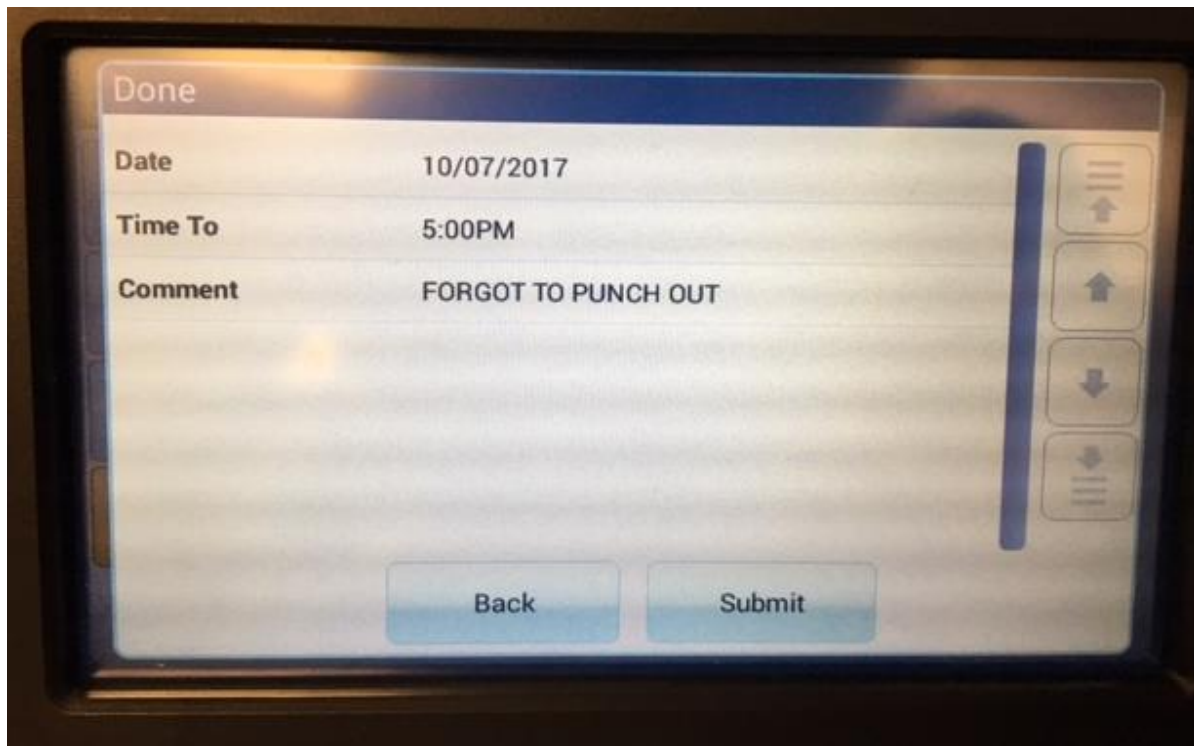 Done
Date 10/07/2017
Time To 5:00PM
Comment FORGOT TO PUNCH OUT
Back Submit